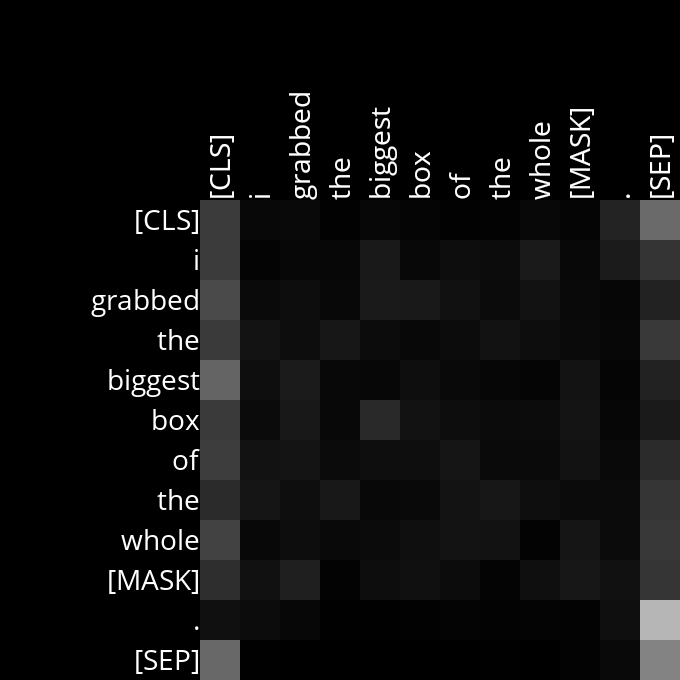 [CLS] i grabbed the biggest box of the whole [MASK] . [SEP]
[CLS]
i
grabbed
the
biggest
box
of
the
whole
[MASK]
.
[SEP]